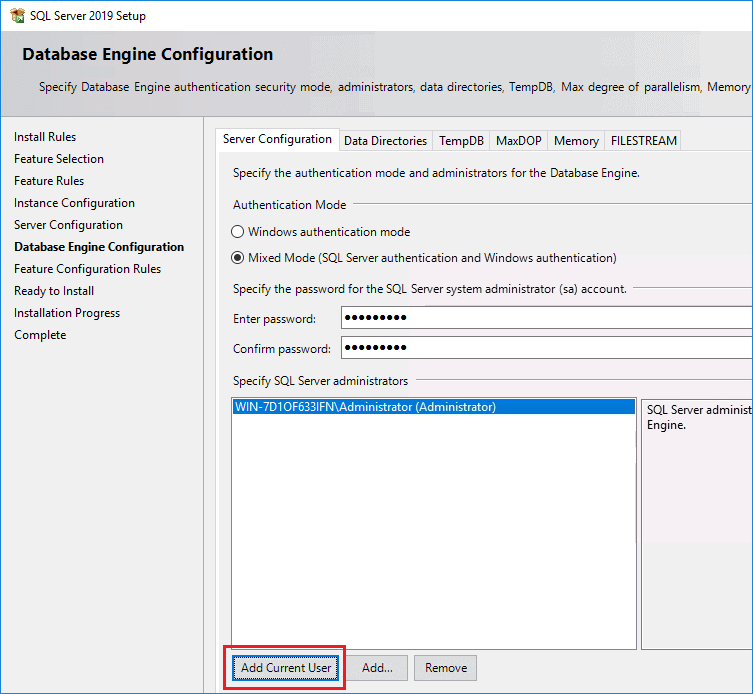 SQL Server 2019 Setup
Database Engine Configuration
Specify Database Engine authentication security mode, administrators, data directories, TempDB, Max degree of parallelism, Memory
Install Rules
Feature Selection
Feature Rules
Instance Configuration
Server Configuration
Database Engine Configuration
Feature Configuration Rules
Ready to Install
Installation Progress
Complete
Server Configuration Data Directories TempDB MaxDOP Memory FILESTREAM
Specify the authentication mode and administrators for the Database Engine.
Authentication Mode
Windows authentication mode
Mixed Mode (SQL Server authentication and Windows authentication)
Specify the password for the SQL Server system administrator (sa) account.
Enter password: ●●●●●●●●●
Confirm password: ●●●●●●●●●
Specify SQL Server administrators
WIN-7D1OF633IFN\Administrator (Administrator)
SQL Server administ
Engine.
Add Current User Add... Remove